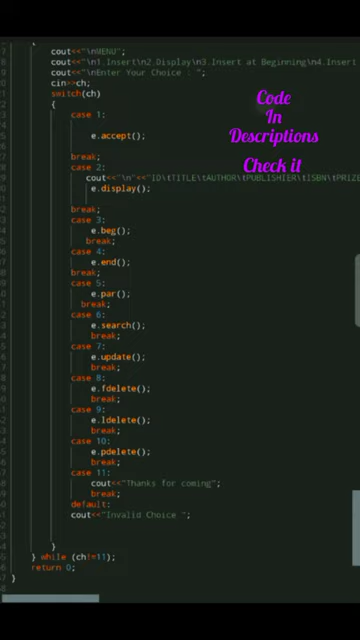 cout<<"\nMENU";
cout<<"\n1.Insert\n2.Display\n3.Insert at Beginning\n4.Insert
cout<<"\nEnter Your Choice : ";
cin>>ch;
switch(ch)
{
case 1:
e.accept();
break;
case 2:
cout<<"\n"<<"ID\tTITLE\tAUTHOR\tPUBLISHIER\tISBN\tPRIZE
e.display();
break;
case 3:
e.beg();
break;
case 4:
e.end();
break;
case 5:
e.par();
break;
case 6:
e.search();
break;
case 7:
e.update();
break;
case 8:
e.fdelete();
break;
case 9:
e.ldelete();
break;
case 10:
e.pdelete();
break;
case 11:
cout<<"Thanks for coming";
break;
default:
cout<<"Invalid Choice ";
}
} while (ch!=11);
return 0;
}
Code
In
Descriptions
Check it